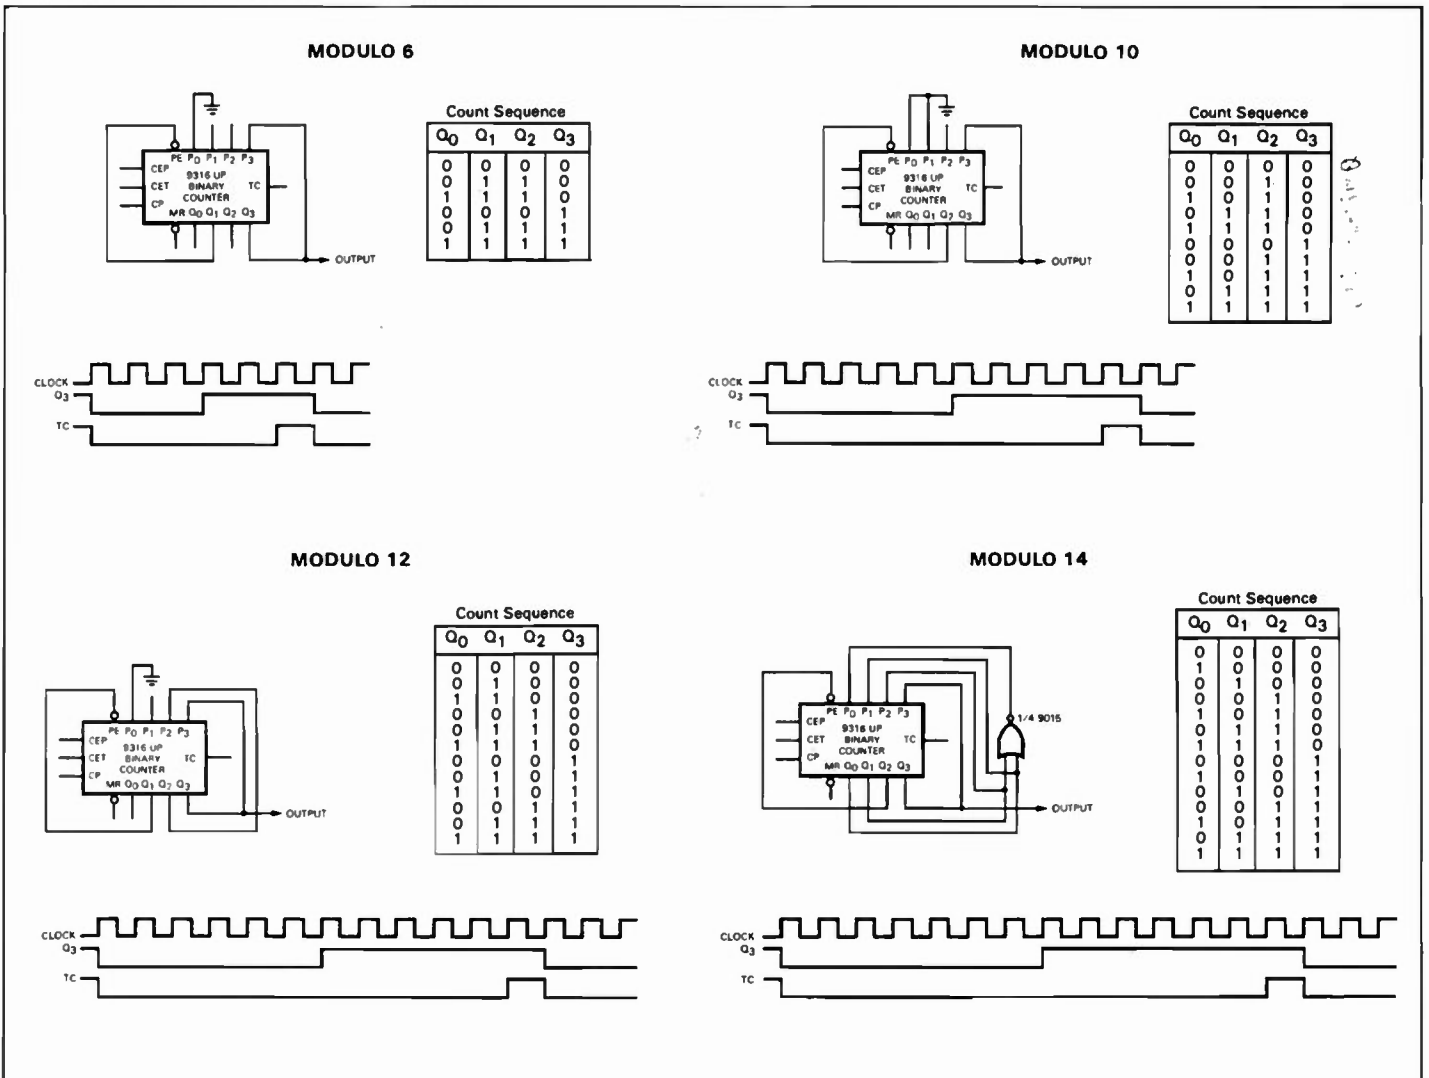 MODULO 6
Count Sequence
Q0 Q1 Q2 Q3
0 0 0 0
0 1 1 0
1 1 1 0
0 0 0 1
0 1 1 1
1 1 1 1
PE P0 P1 P2 P3
CEP
9316 UP
CET BINARY TC
COUNTER
CP
MR Q0 Q1 Q2 Q3
OUTPUT
CLOCK
Q3
TC
MODULO 10
Count Sequence
Q0 Q1 Q2 Q3
0 0 0 0
0 0 1 0
1 0 1 0
0 1 1 0
1 1 1 0
0 0 0 1
0 0 1 1
1 0 1 1
0 1 1 1
1 1 1 1
PE P0 P1 P2 P3
CEP
9316 UP
CET BINARY TC
COUNTER
CP
MR Q0 Q1 Q2 Q3
OUTPUT
CLOCK
Q3
TC
MODULO 12
Count Sequence
Q0 Q1 Q2 Q3
0 0 0 0
0 1 0 0
1 1 0 0
0 0 1 0
0 1 1 0
1 1 1 0
0 0 0 1
0 1 0 1
1 1 0 1
0 0 1 1
0 1 1 1
1 1 1 1
PE P0 P1 P2 P3
CEP
9316 UP
CET BINARY TC
COUNTER
CP
MR Q0 Q1 Q2 Q3
OUTPUT
CLOCK
Q3
TC
MODULO 14
Count Sequence
Q0 Q1 Q2 Q3
0 0 0 0
1 0 0 0
0 1 0 0
0 0 1 0
1 0 1 0
0 1 1 0
1 1 1 0
0 0 0 1
1 0 0 1
0 1 0 1
0 0 1 1
1 0 1 1
0 1 1 1
1 1 1 1
PE P0 P1 P2 P3
CEP
9316 UP
CET BINARY TC
COUNTER
CP
MR Q0 Q1 Q2 Q3
1/4 9015
OUTPUT
CLOCK
Q3
TC